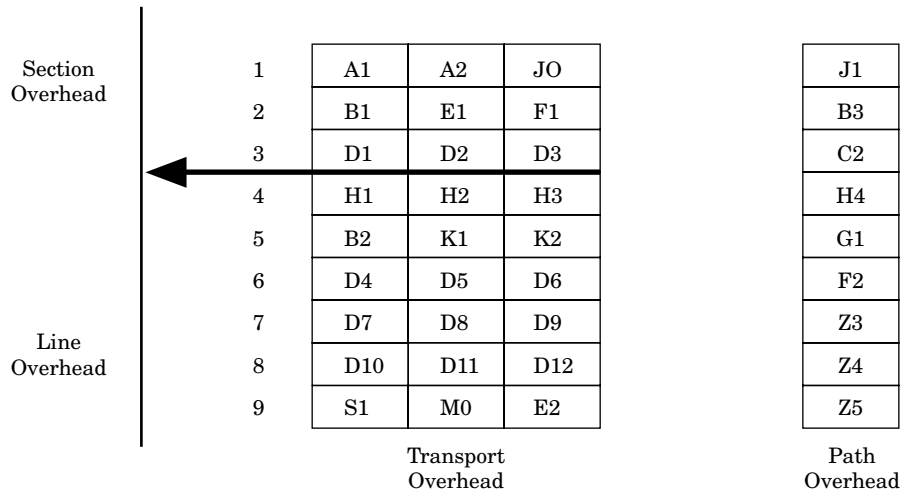 Section
Overhead
1 A1 A2 JO J1
2 B1 E1 F1 B3
3 D1 D2 D3 C2
4 H1 H2 H3 H4
5 B2 K1 K2 G1
6 D4 D5 D6 F2
7 D7 D8 D9 Z3
Line
Overhead
8 D10 D11 D12 Z4
9 S1 M0 E2 Z5
Transport
Overhead
Path
Overhead